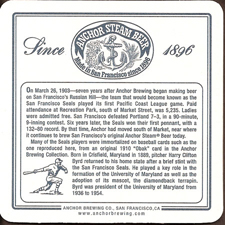 Since ANCHOR STEAM BEER 1896
Made in San Francisco since 1896
On March 26, 1903—seven years after Anchor Brewing began making beer
on San Francisco's Russian Hill—the team that would become known as the
San Francisco Seals played its first Pacific Coast League game. Paid
attendance at Recreation Park, south of Market Street, was 5,235. Ladies
were admitted free. San Francisco defeated Portland 7–3, in a 90-minute,
9-inning contest. Six years later, the Seals won their first pennant, with a
132–80 record. By that time, Anchor had moved south of Market, near where
it continues to brew San Francisco's original Anchor Steam® Beer today.
Many of the Seals players were immortalized on baseball cards such as the
one reproduced here, from an original 1910 "Obak" card in the Anchor
Brewing Collection. Born in Crisfield, Maryland in 1889, pitcher Harry Clifton
Byrd returned to his home state after a brief stint with
the San Francisco Seals. He played a key role in the
formation of the University of Maryland as well as the
adoption of its mascot, the diamondback terrapin.
Byrd was president of the University of Maryland from
1936 to 1954.
ANCHOR BREWING CO., SAN FRANCISCO, CA
www.anchorbrewing.com